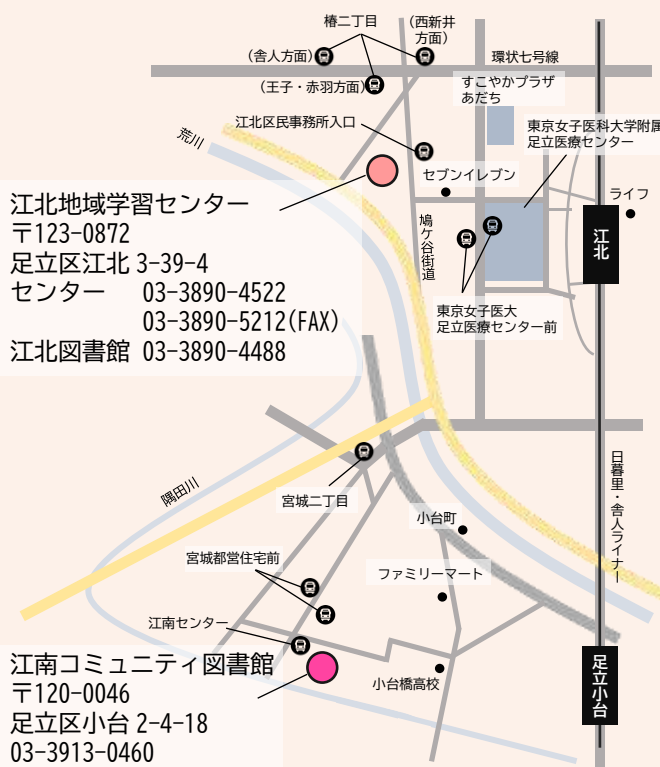 椿二丁目
(西新井
方面)
(舎人方面)
環状七号線
(王子・赤羽方面)
すこやかプラザ
あだち
江北区民事務所入口
東京女子医科大学附属
足立医療センター
荒川
セブンイレブン
ライフ
江北地域学習センター
〒123-0872
足立区江北 3-39-4
センター 03-3890-4522
03-3890-5212(FAX)
江北図書館 03-3890-4488
鳩ケ谷街道
江北
東京女子医大
足立医療センター前
日暮里・舎人ライナー
隅田川
宮城二丁目
小台町
宮城都営住宅前
ファミリーマート
江南センター
江南コミュニティ図書館
〒120-0046
足立区小台 2-4-18
03-3913-0460
小台橋高校
足立小台